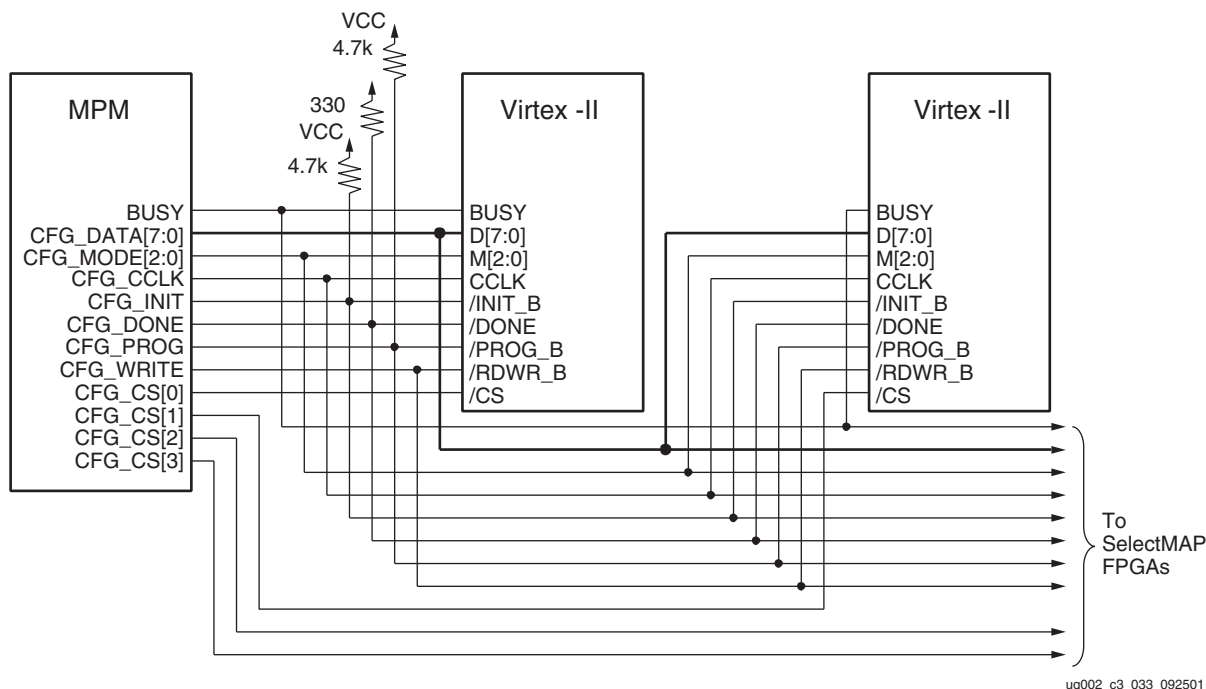 VCC
4.7k
330
VCC
4.7k
MPM
BUSY
CFG_DATA[7:0]
CFG_MODE[2:0]
CFG_CCLK
CFG_INIT
CFG_DONE
CFG_PROG
CFG_WRITE
CFG_CS[0]
CFG_CS[1]
CFG_CS[2]
CFG_CS[3]
Virtex -II
BUSY
D[7:0]
M[2:0]
CCLK
/INIT_B
/DONE
/PROG_B
/RDWR_B
/CS
Virtex -II
BUSY
D[7:0]
M[2:0]
CCLK
/INIT_B
/DONE
/PROG_B
/RDWR_B
/CS
To
SelectMAP
FPGAs
ug002_c3_033_092501